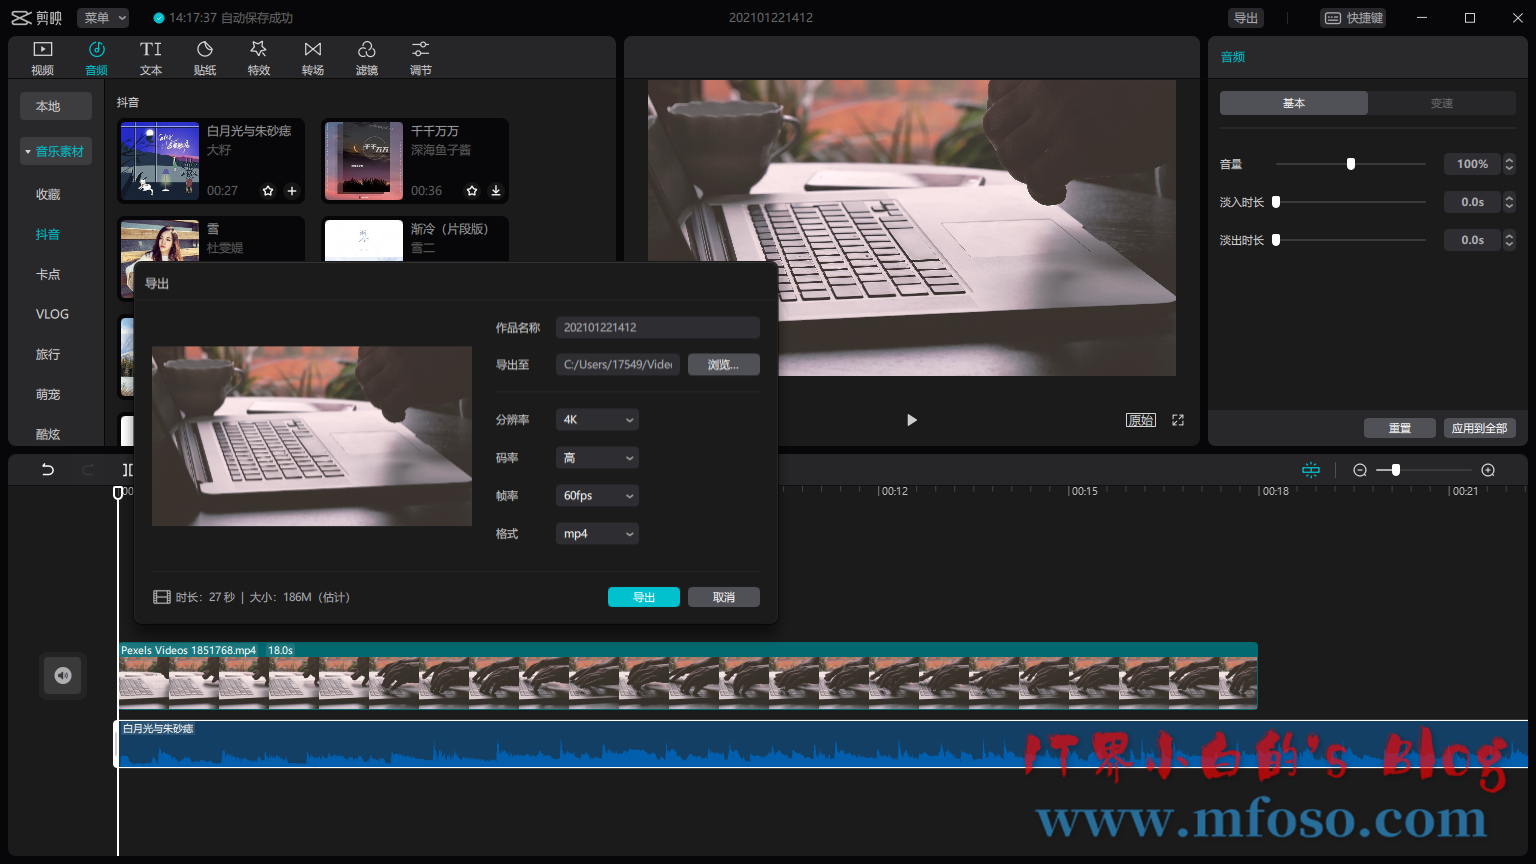 剪映
菜单
14:17:37 自动保存成功
202101221412
导出
快捷键
视频
音频
文本
贴纸
特效
转场
滤镜
调节
本地
音乐素材
收藏
抖音
卡点
VLOG
旅行
萌宠
酷炫
抖音
白月光与朱砂痣
大籽
00:27
千千万万
深海鱼子酱
00:36
雪
杜雯媞
渐冷（片段版）
雪二
原始
音频
基本
变速
音量
100%
淡入时长
0.0s
淡出时长
0.0s
重置
应用到全部
导出
作品名称
202101221412
导出至
C:/Users/17549/Vide
浏览...
分辨率
4K
码率
高
帧率
60fps
格式
mp4
时长：27 秒 | 大小：186M（估计）
导出
取消
00:12
00:15
00:18
00:21
Pexels Videos 1851768.mp4 18.0s
白月光与朱砂痣
IT界小白的's Blog
www.mfoso.com